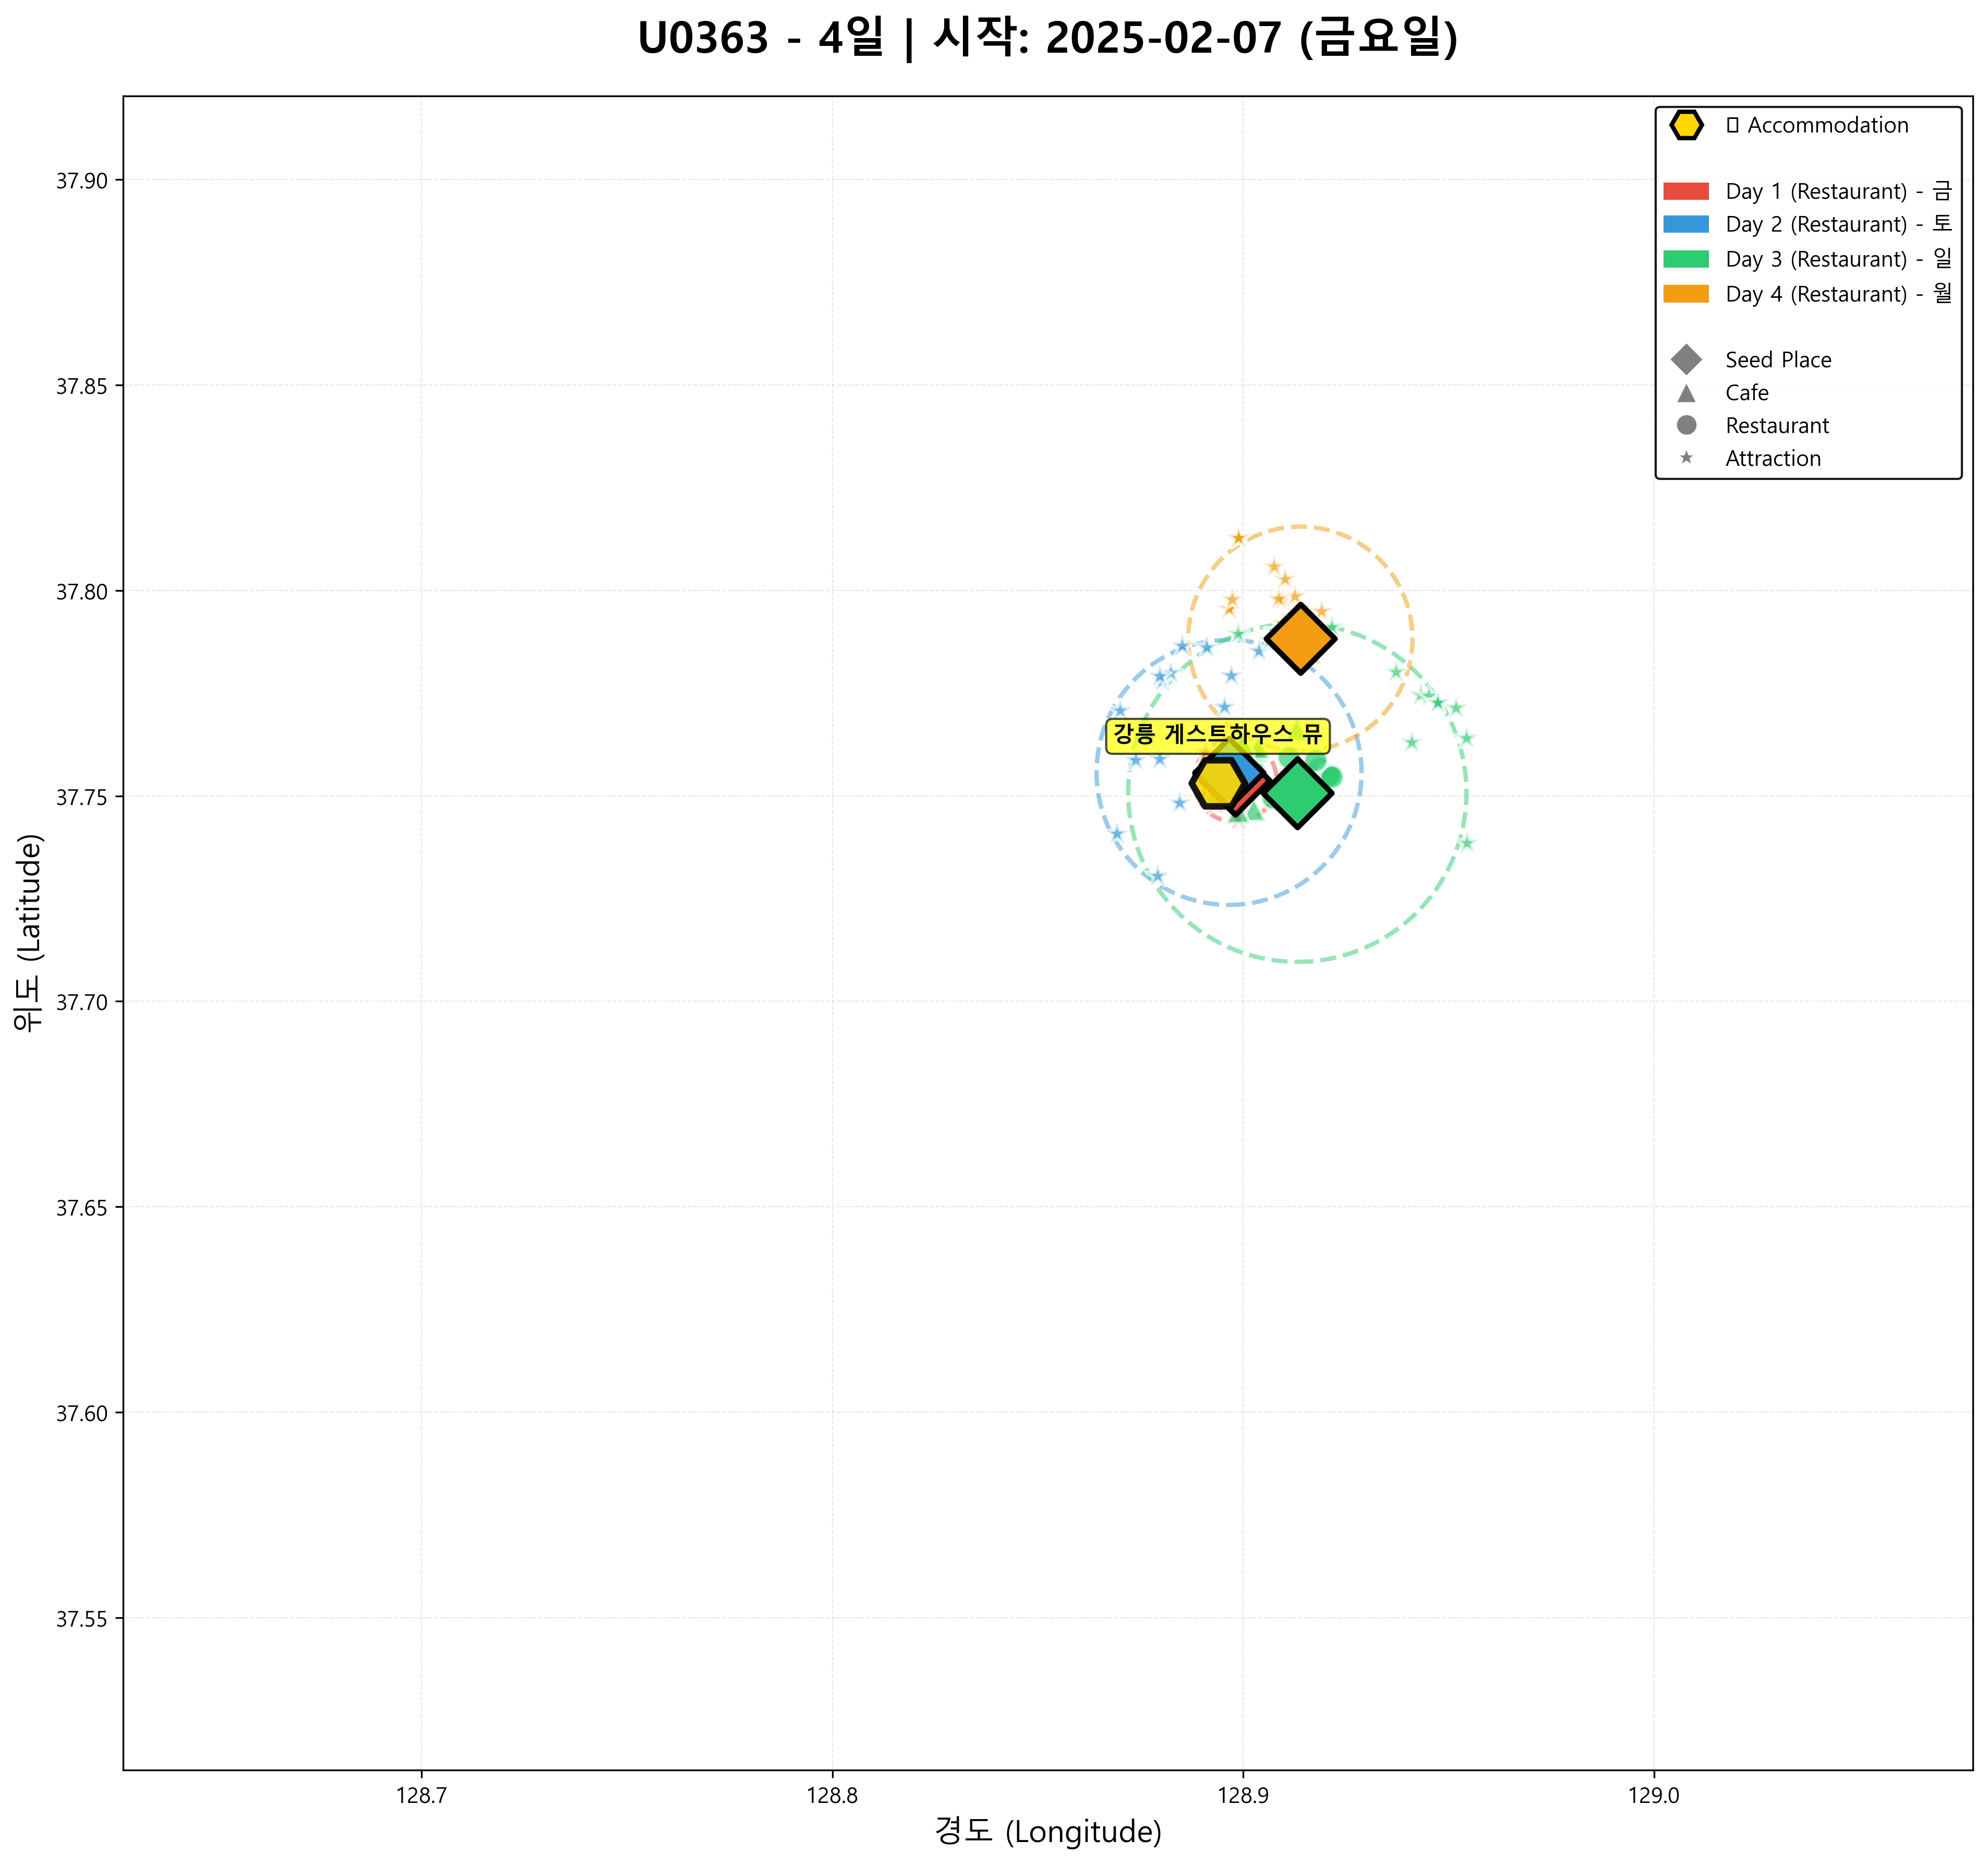 U0363 - 4일 | 시작: 2025-02-07 (금요일)
Accommodation
Day 1 (Restaurant) - 금
Day 2 (Restaurant) - 토
Day 3 (Restaurant) - 일
Day 4 (Restaurant) - 월
Seed Place
Cafe
Restaurant
Attraction
37.90
37.85
37.80
37.75
37.70
37.65
37.60
37.55
위도 (Latitude)
강릉 게스트하우스 뮤
128.7
128.8
128.9
129.0
경도 (Longitude)